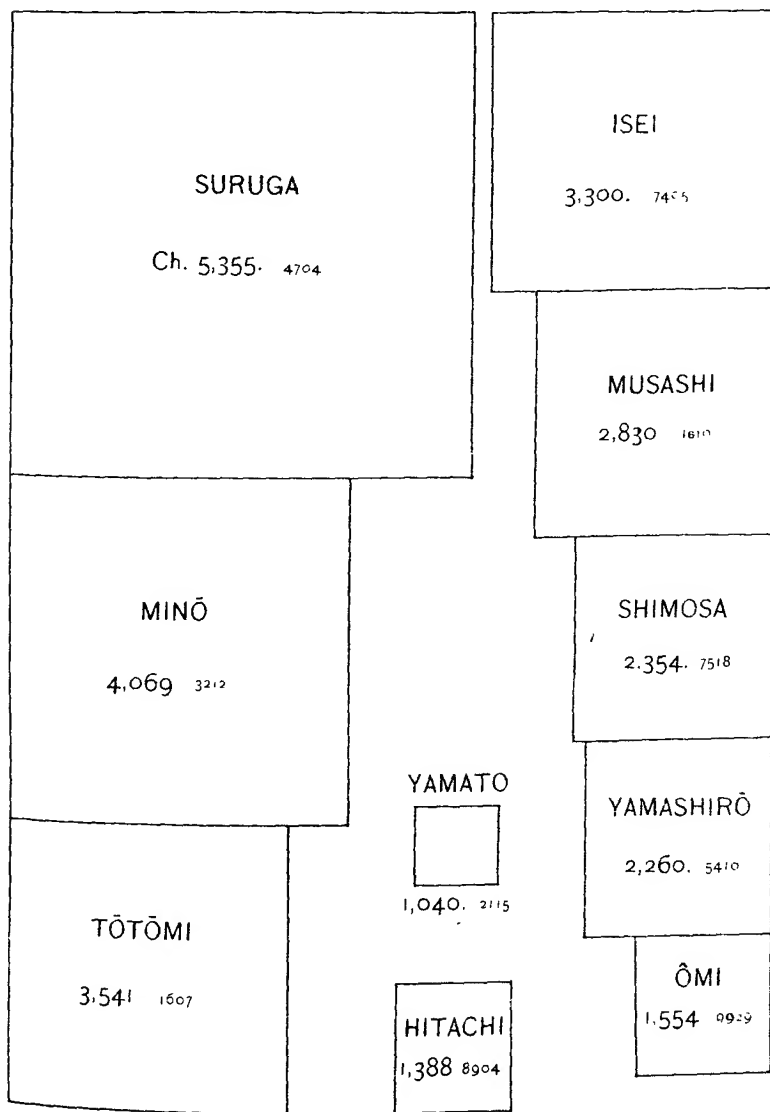 SURUGA
Ch. 5,355. 4704
ISEI
3,300.
MUSASHI
2,830 1610
MINŌ
4,069 3212
SHIMOSA
2.354. 7518
YAMATO
1,040. 2115
YAMASHIRŌ
2,260. 5410
TŌTŌMI
3,541 1607
HITACHI
1,388 8904
ÔMI
1,554 0929